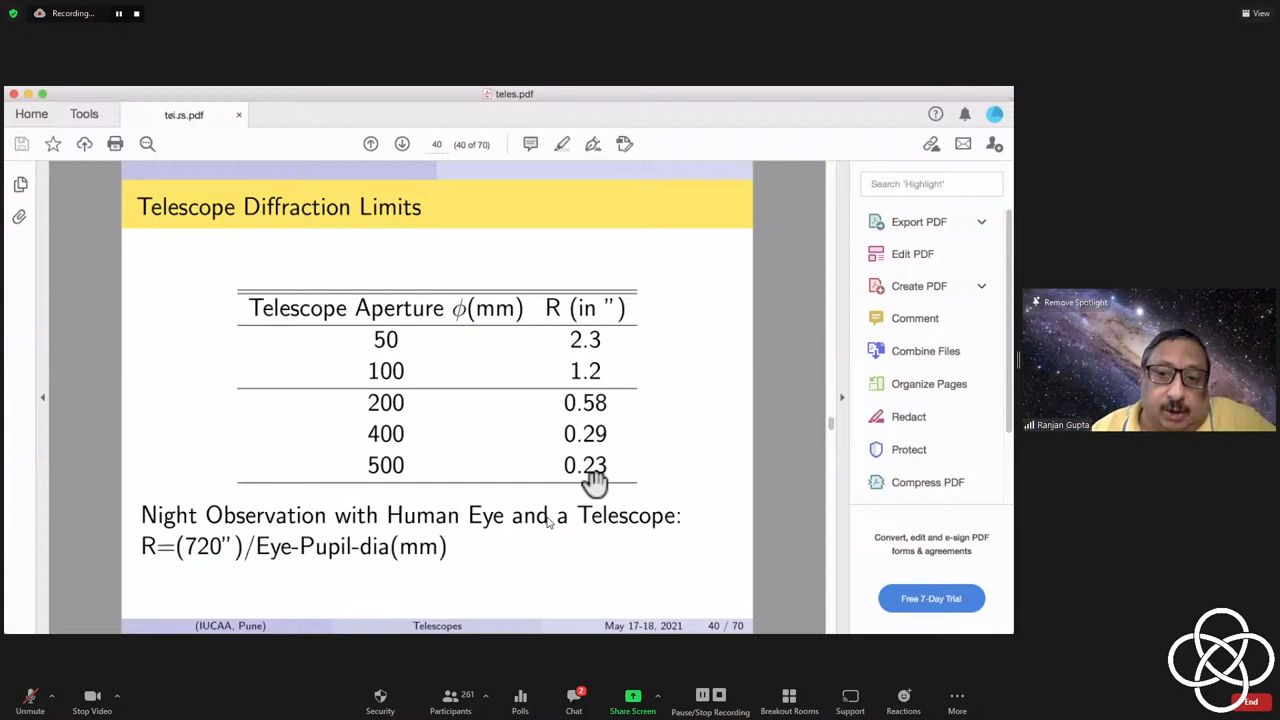 Recording...
View
teles.pdf
Home Tools
40 (40 of 70)
Telescope Diffraction Limits
Telescope Aperture ϕ(mm) R (in ”)
50 2.3
100 1.2
200 0.58
400 0.29
500 0.23
Night Observation with Human Eye and a Telescope:
R=(720”)/Eye-Pupil-dia(mm)
(IUCAA, Pune) Telescopes May 17-18, 2021 40 / 70
Search 'Highlight'
Export PDF
Edit PDF
Create PDF
Comment
Combine Files
Organize Pages
Redact
Protect
Compress PDF
Convert, edit and e-sign PDF
forms & agreements
Free 7-Day Trial
Remove Spotlight
Ranjan Gupta
Unmute Stop Video Security Participants 261 Polls Chat 2 Share Screen Pause/Stop Recording Breakout Rooms Support Reactions More End